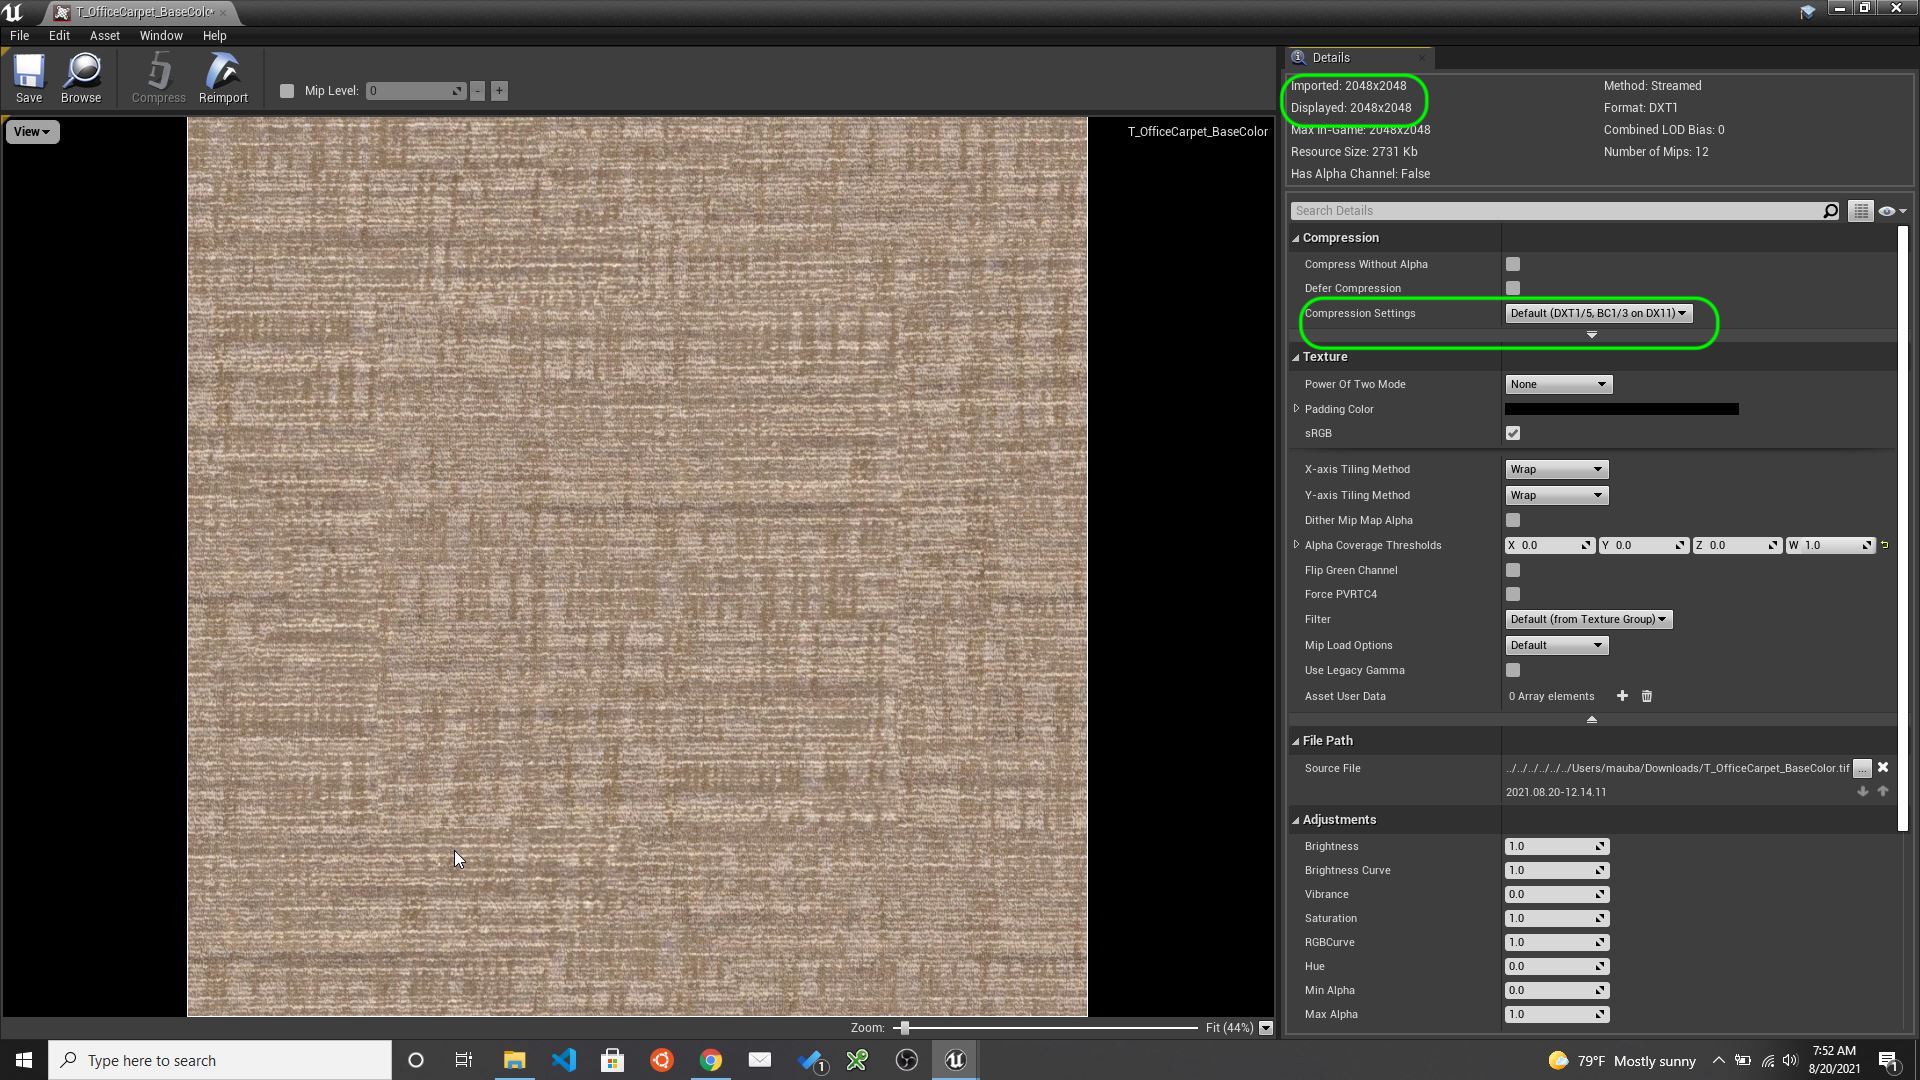 T_OfficeCarpet_BaseColo*
File Edit Asset Window Help
Save Browse Compress Reimport Mip Level: 0 - +
View
T_OfficeCarpet_BaseColor
Zoom: Fit (44%)
Details
Imported: 2048x2048 Method: Streamed
Displayed: 2048x2048 Format: DXT1
Max In-Game: 2048x2048 Combined LOD Bias: 0
Resource Size: 2731 Kb Number of Mips: 12
Has Alpha Channel: False
Search Details
Compression
Compress Without Alpha
Defer Compression
Compression Settings Default (DXT1/5, BC1/3 on DX11)
Texture
Power Of Two Mode None
Padding Color
sRGB
X-axis Tiling Method Wrap
Y-axis Tiling Method Wrap
Dither Mip Map Alpha
Alpha Coverage Thresholds X 0.0 Y 0.0 Z 0.0 W 1.0
Flip Green Channel
Force PVRTC4
Filter Default (from Texture Group)
Mip Load Options Default
Use Legacy Gamma
Asset User Data 0 Array elements
File Path
Source File ../../../../../../Users/mauba/Downloads/T_OfficeCarpet_BaseColor.tif ...
2021.08.20-12.14.11
Adjustments
Brightness 1.0
Brightness Curve 1.0
Vibrance 0.0
Saturation 1.0
RGBCurve 1.0
Hue 0.0
Min Alpha 0.0
Max Alpha 1.0
Type here to search 1 79°F Mostly sunny 7:52 AM
8/20/2021 1